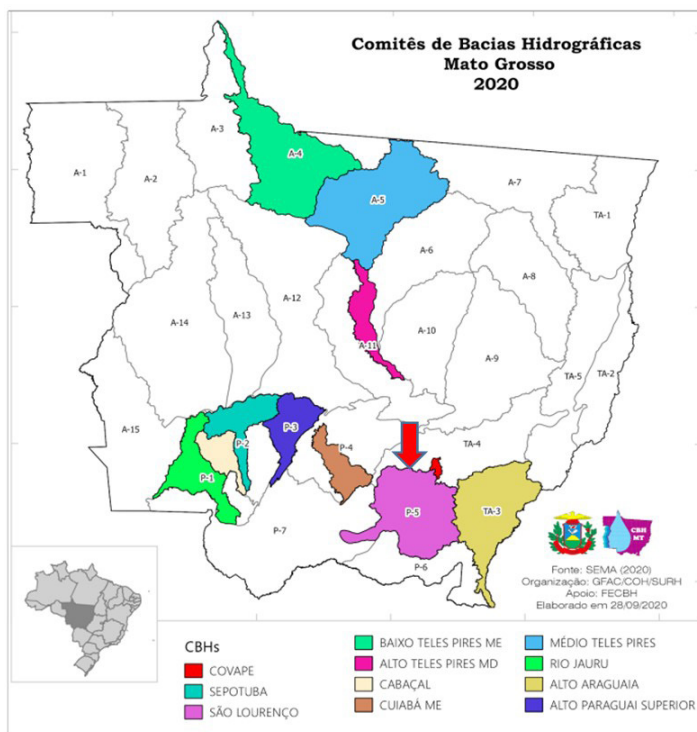 Comitês de Bacias Hidrográficas
Mato Grosso
2020
A-3
A-4
A-1
A-2
A-5
A-7
TA-1
A-6
A-8
A-12
A-13
A-14
A-11
A-10
A-9
TA-5
TA-2
A-15
P-2
P-3
P-4
TA-4
P-1
P-5
TA-3
P-7
P-6
CBH
MT
Fonte: SEMA (2020)
Organização: GFAC/COH/SURH
Apoio: FECBH
Elaborado em 28/09/2020
CBHs
COVAPE
SEPOTUBA
SÃO LOURENÇO
BAIXO TELES PIRES ME
ALTO TELES PIRES MD
CABAÇAL
CUIABÁ ME
MÉDIO TELES PIRES
RIO JAURU
ALTO ARAGUAIA
ALTO PARAGUAI SUPERIOR